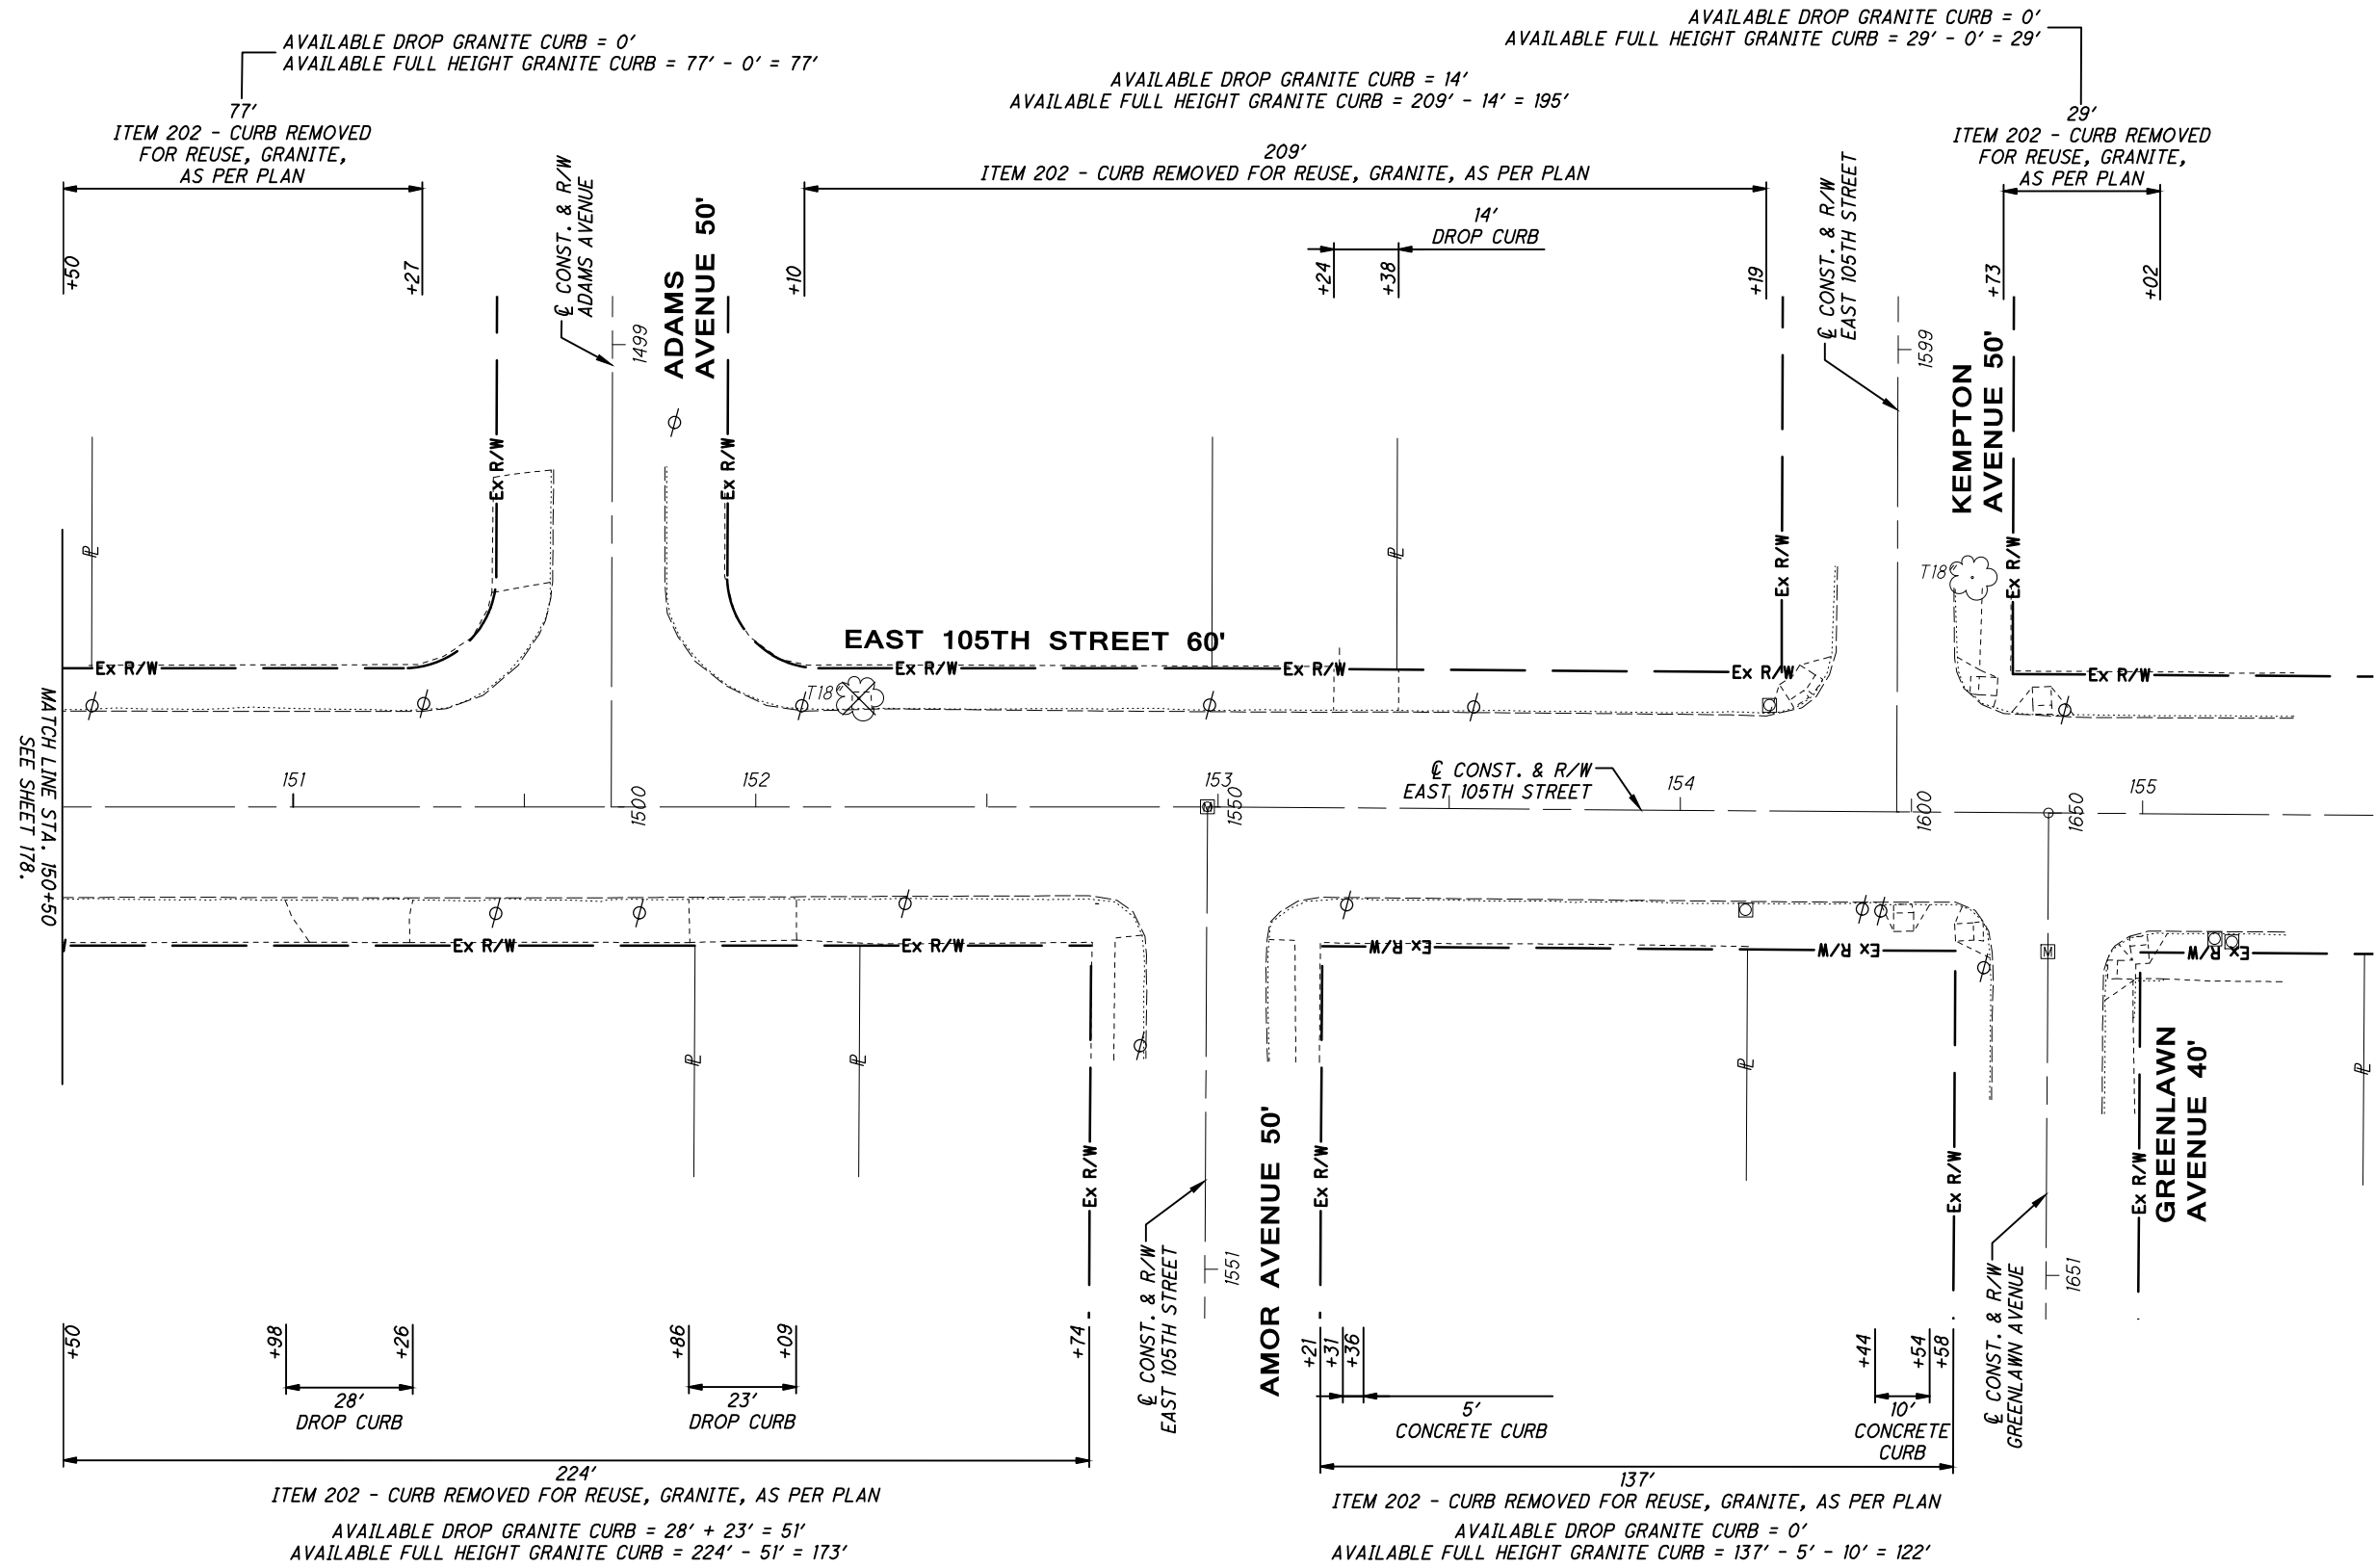 AVAILABLE DROP GRANITE CURB = 0'
AVAILABLE FULL HEIGHT GRANITE CURB = 77' - 0' = 77'
77'
ITEM 202 - CURB REMOVED
FOR REUSE, GRANITE,
AS PER PLAN
AVAILABLE DROP GRANITE CURB = 14'
AVAILABLE FULL HEIGHT GRANITE CURB = 209' - 14' = 195'
209'
ITEM 202 - CURB REMOVED FOR REUSE, GRANITE, AS PER PLAN
14'
DROP CURB
AVAILABLE DROP GRANITE CURB = 0'
AVAILABLE FULL HEIGHT GRANITE CURB = 29' - 0' = 29'
29'
ITEM 202 - CURB REMOVED
FOR REUSE, GRANITE,
AS PER PLAN
+50
+27
+10
+24
+38
+19
+73
+02
℄ CONST. & R/W
ADAMS AVENUE
1499
ADAMS
AVENUE 50'
℄ CONST. & R/W
EAST 105TH STREET
1599
KEMPTON
AVENUE 50'
Ex R/W
Ex R/W
Ex R/W
Ex R/W
℄
℄
T18"
T18"
EAST 105TH STREET 60'
Ex R/W
Ex R/W
Ex R/W
Ex R/W
Ex R/W
MATCH LINE STA. 150+50
SEE SHEET 178.
151
152
153
154
155
1500
1550
1600
1650
℄ CONST. & R/W
EAST 105TH STREET
Ex R/W
Ex R/W
Ex R/W
Ex R/W
Ex R/W
M
M
℄
℄
℄
℄
Ex R/W
Ex R/W
Ex R/W
Ex R/W
℄ CONST. & R/W
EAST 105TH STREET
1551
AMOR AVENUE 50'
℄ CONST. & R/W
GREENLAWN AVENUE
1651
GREENLAWN
AVENUE 40'
+50
+98
+26
+86
+09
+74
+21
+31
+36
+44
+54
+58
28'
DROP CURB
23'
DROP CURB
5'
CONCRETE CURB
10'
CONCRETE
CURB
224'
ITEM 202 - CURB REMOVED FOR REUSE, GRANITE, AS PER PLAN
AVAILABLE DROP GRANITE CURB = 28' + 23' = 51'
AVAILABLE FULL HEIGHT GRANITE CURB = 224' - 51' = 173'
137'
ITEM 202 - CURB REMOVED FOR REUSE, GRANITE, AS PER PLAN
AVAILABLE DROP GRANITE CURB = 0'
AVAILABLE FULL HEIGHT GRANITE CURB = 137' - 5' - 10' = 122'